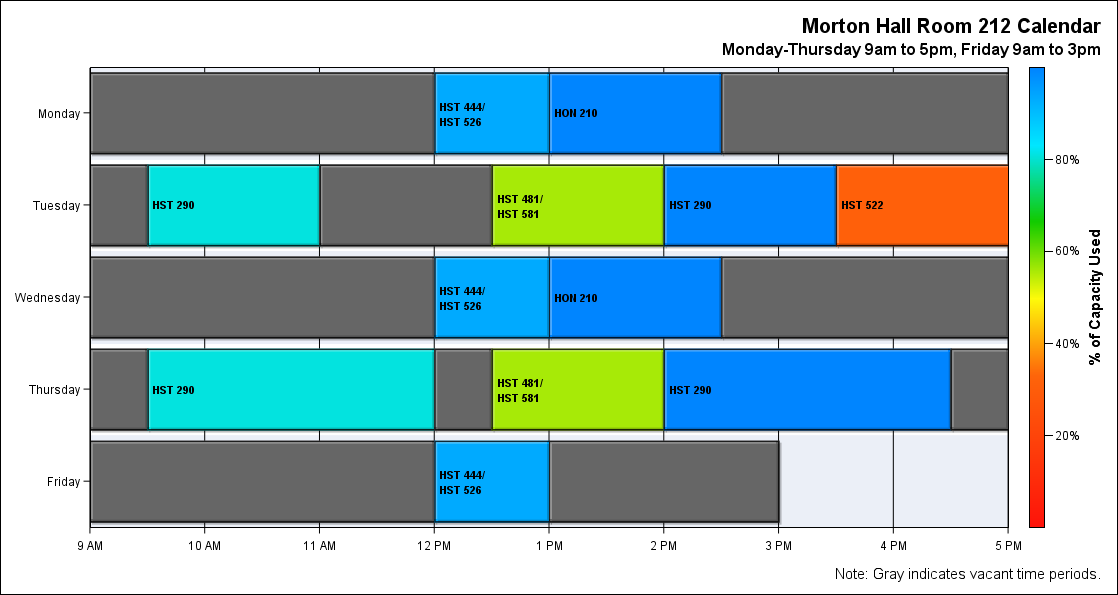 Morton Hall Room 212 Calendar
Monday-Thursday 9am to 5pm, Friday 9am to 3pm
Monday
HST 444/
HST 526
HON 210
Tuesday
HST 290
HST 481/
HST 581
HST 290
HST 522
Wednesday
HST 444/
HST 526
HON 210
Thursday
HST 290
HST 481/
HST 581
HST 290
Friday
HST 444/
HST 526
9 AM
10 AM
11 AM
12 PM
1 PM
2 PM
3 PM
4 PM
5 PM
80%
60%
40%
20%
% of Capacity Used
Note: Gray indicates vacant time periods.